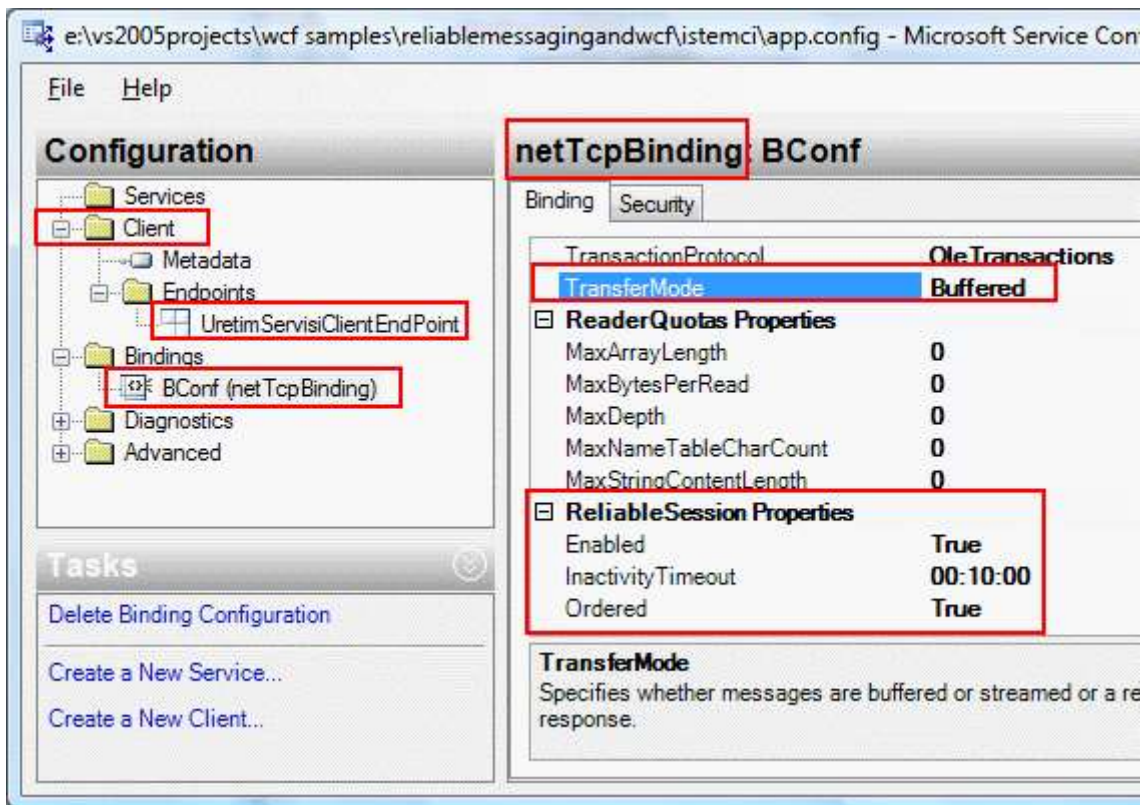 e:\vs2005projects\wcf samples\reliablemessagingandwcf\istemci\app.config - Microsoft Service Con
File Help
Configuration
Services
Client
Metadata
Endpoints
UretimServisiClientEndPoint
Bindings
BConf (netTcpBinding)
Diagnostics
Advanced
Tasks
Delete Binding Configuration
Create a New Service...
Create a New Client...
netTcpBinding: BConf
Binding Security
TransactionProtocol OleTransactions
TransferMode Buffered
ReaderQuotas Properties
MaxArrayLength 0
MaxBytesPerRead 0
MaxDepth 0
MaxNameTableCharCount 0
MaxStringContentLength 0
ReliableSession Properties
Enabled True
InactivityTimeout 00:10:00
Ordered True
TransferMode
Specifies whether messages are buffered or streamed or a re
response.